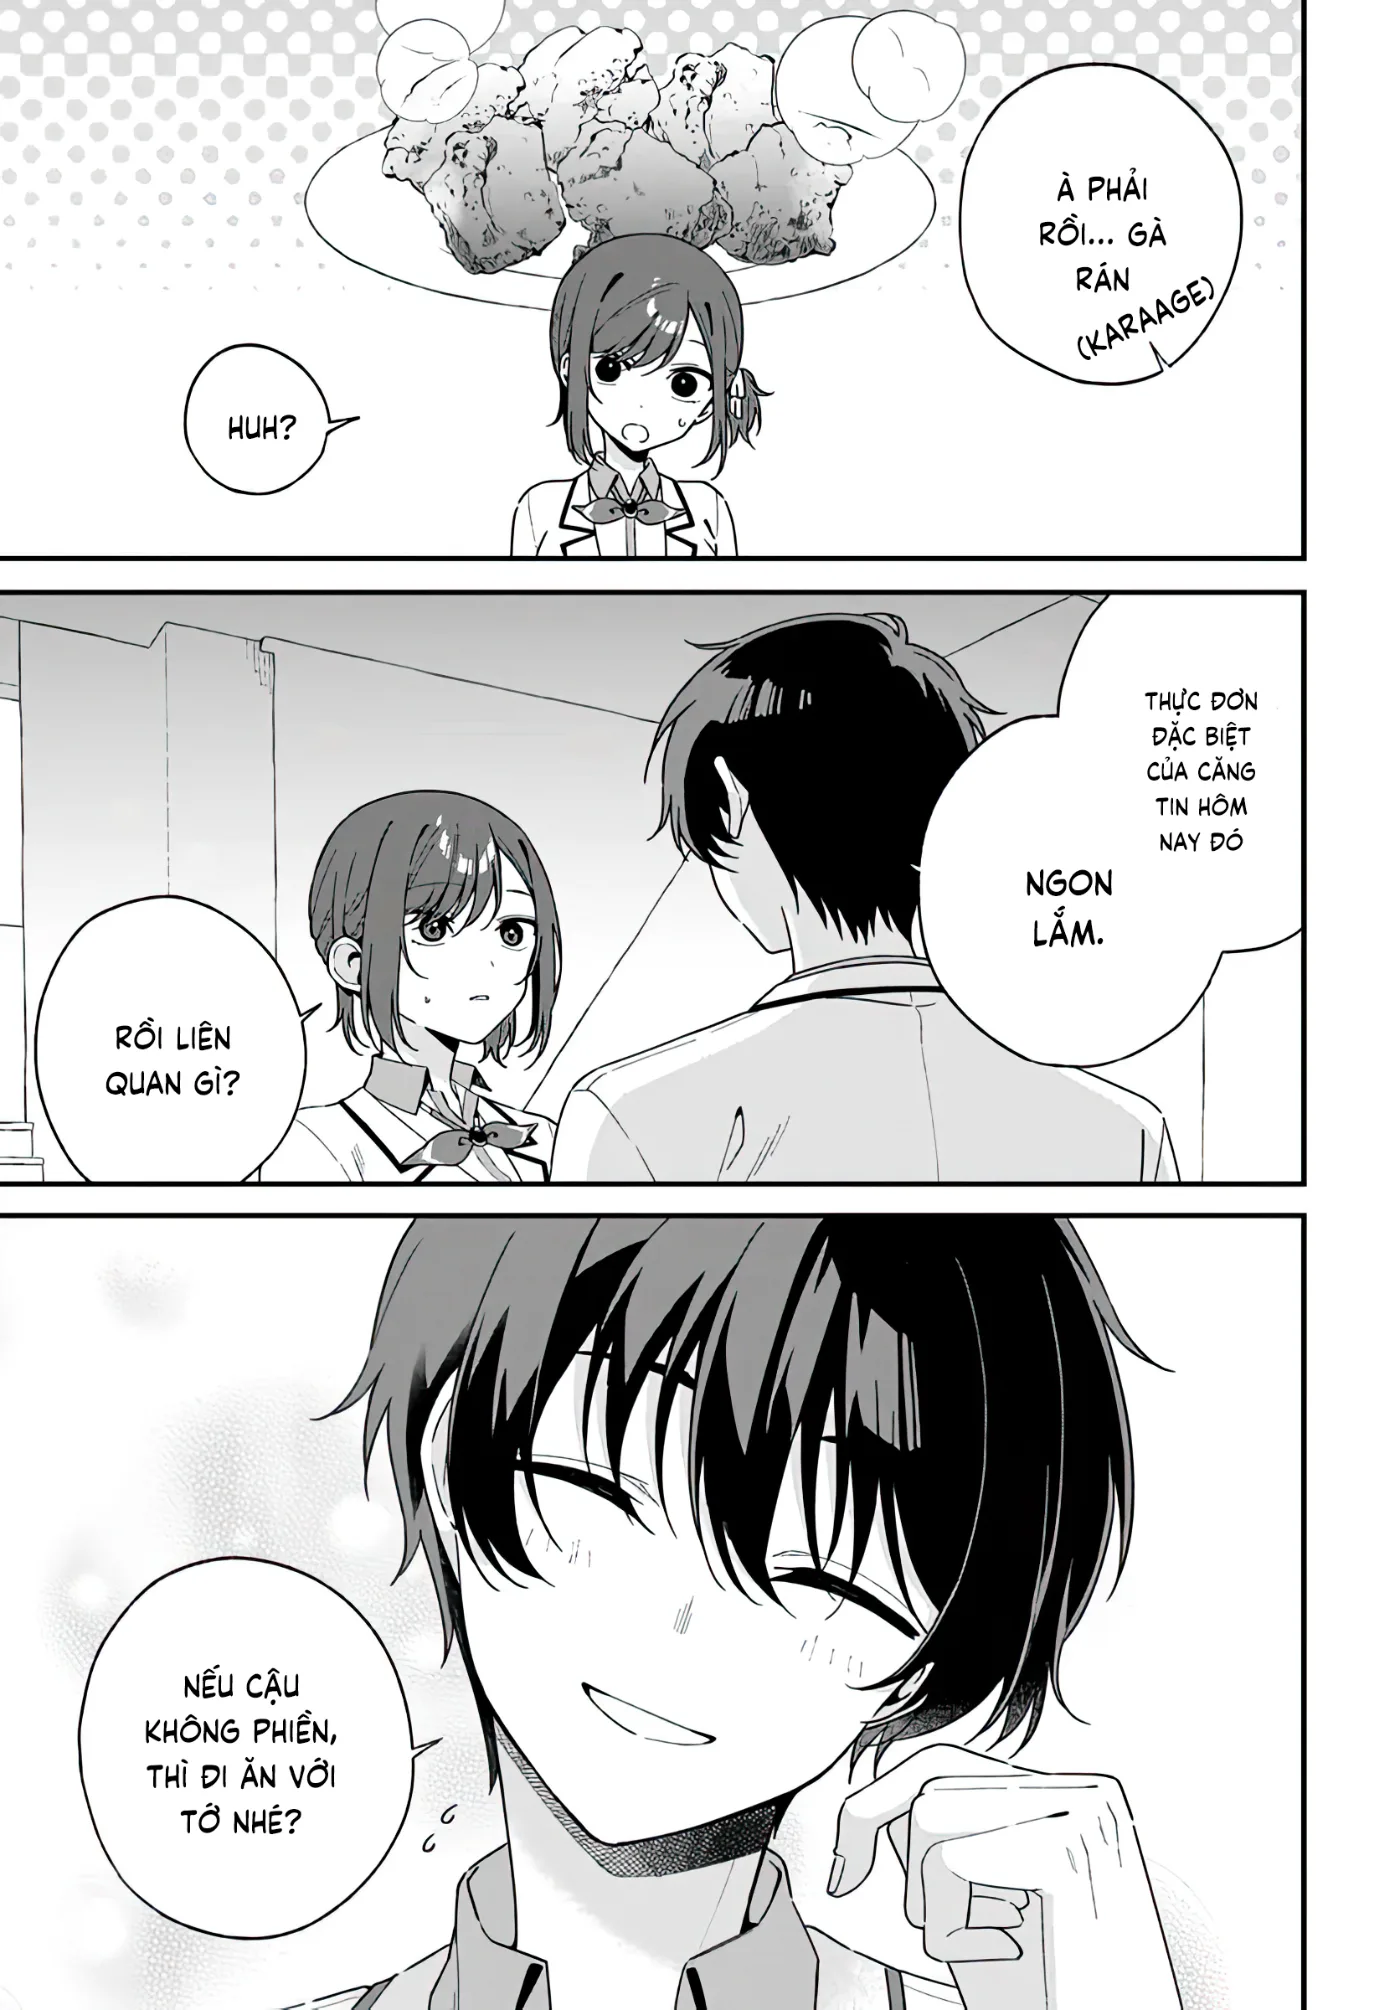 À PHẢI
RỒI... GÀ
RÁN
(KARAAGE)
HUH?
THỰC ĐƠN
ĐẶC BIỆT
CỦA CĂNG
TIN HÔM
NAY ĐÓ
NGON
LẮM.
RỒI LIÊN
QUAN GÌ?
NẾU CẬU
KHÔNG PHIỀN,
THÌ ĐI ĂN VỚI
TỚ NHÉ?